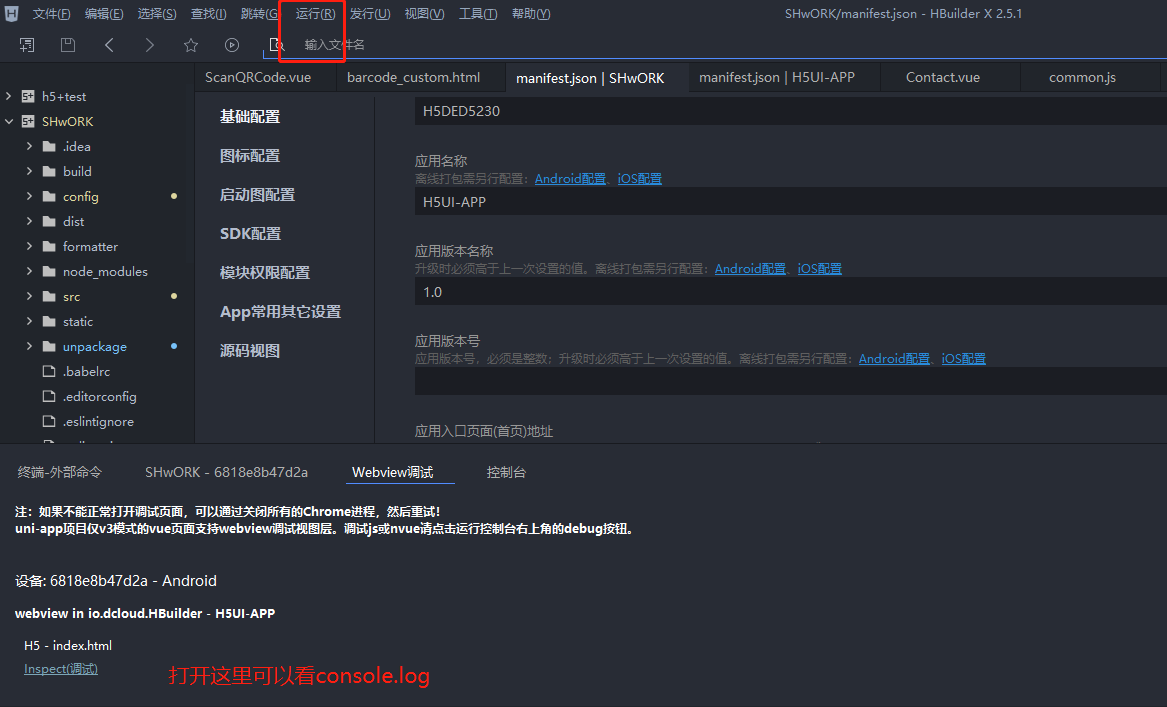 文件(F) 编辑(E) 选择(S) 查找(I) 跳转(G 运行(R) 发行(U) 视图(V) 工具(T) 帮助(Y) SHwORK/manifest.json - HBuilder X 2.5.1
输入文件名
ScanQRCode.vue barcode_custom.html manifest.json | SHwORK manifest.json | H5UI-APP Contact.vue common.js
h5+test
SHwORK
.idea
build
config
dist
formatter
node_modules
src
static
unpackage
.babelrc
.editorconfig
.eslintignore
基础配置
图标配置
启动图配置
SDK配置
模块权限配置
App常用其它设置
源码视图
H5DED5230
应用名称
离线打包需另行配置：Android配置、iOS配置
H5UI-APP
应用版本名称
升级时必须高于上一次设置的值。离线打包需另行配置：Android配置、iOS配置
1.0
应用版本号
应用版本号，必须是整数；升级时必须高于上一次设置的值。离线打包需另行配置：Android配置、iOS配置
应用入口页面(首页)地址
终端-外部命令 SHwORK - 6818e8b47d2a Webview调试 控制台
注：如果不能正常打开调试页面，可以通过关闭所有的Chrome进程，然后重试！
uni-app项目仅v3模式的vue页面支持webview调试视图层。调试js或nvue请点击运行控制台右上角的debug按钮。
设备: 6818e8b47d2a - Android
webview in io.dcloud.HBuilder - H5UI-APP
H5 - index.html
Inspect(调试)
打开这里可以看console.log